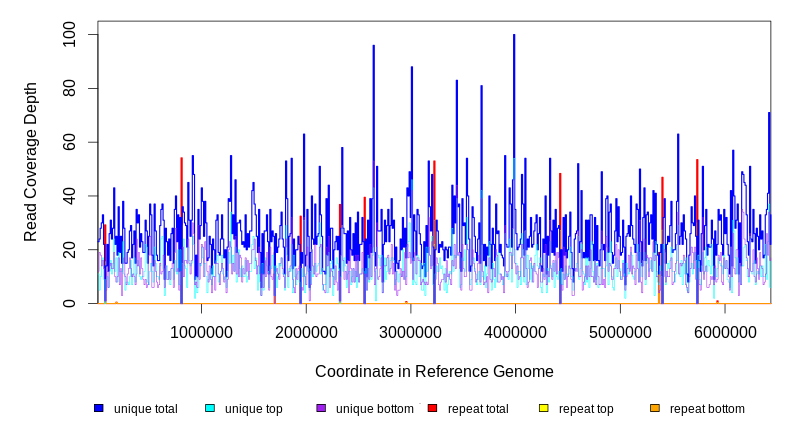 100
80
60
40
20
0
Read Coverage Depth
1000000 2000000 3000000 4000000 5000000 6000000
Coordinate in Reference Genome
unique total unique top unique bottom repeat total repeat top repeat bottom